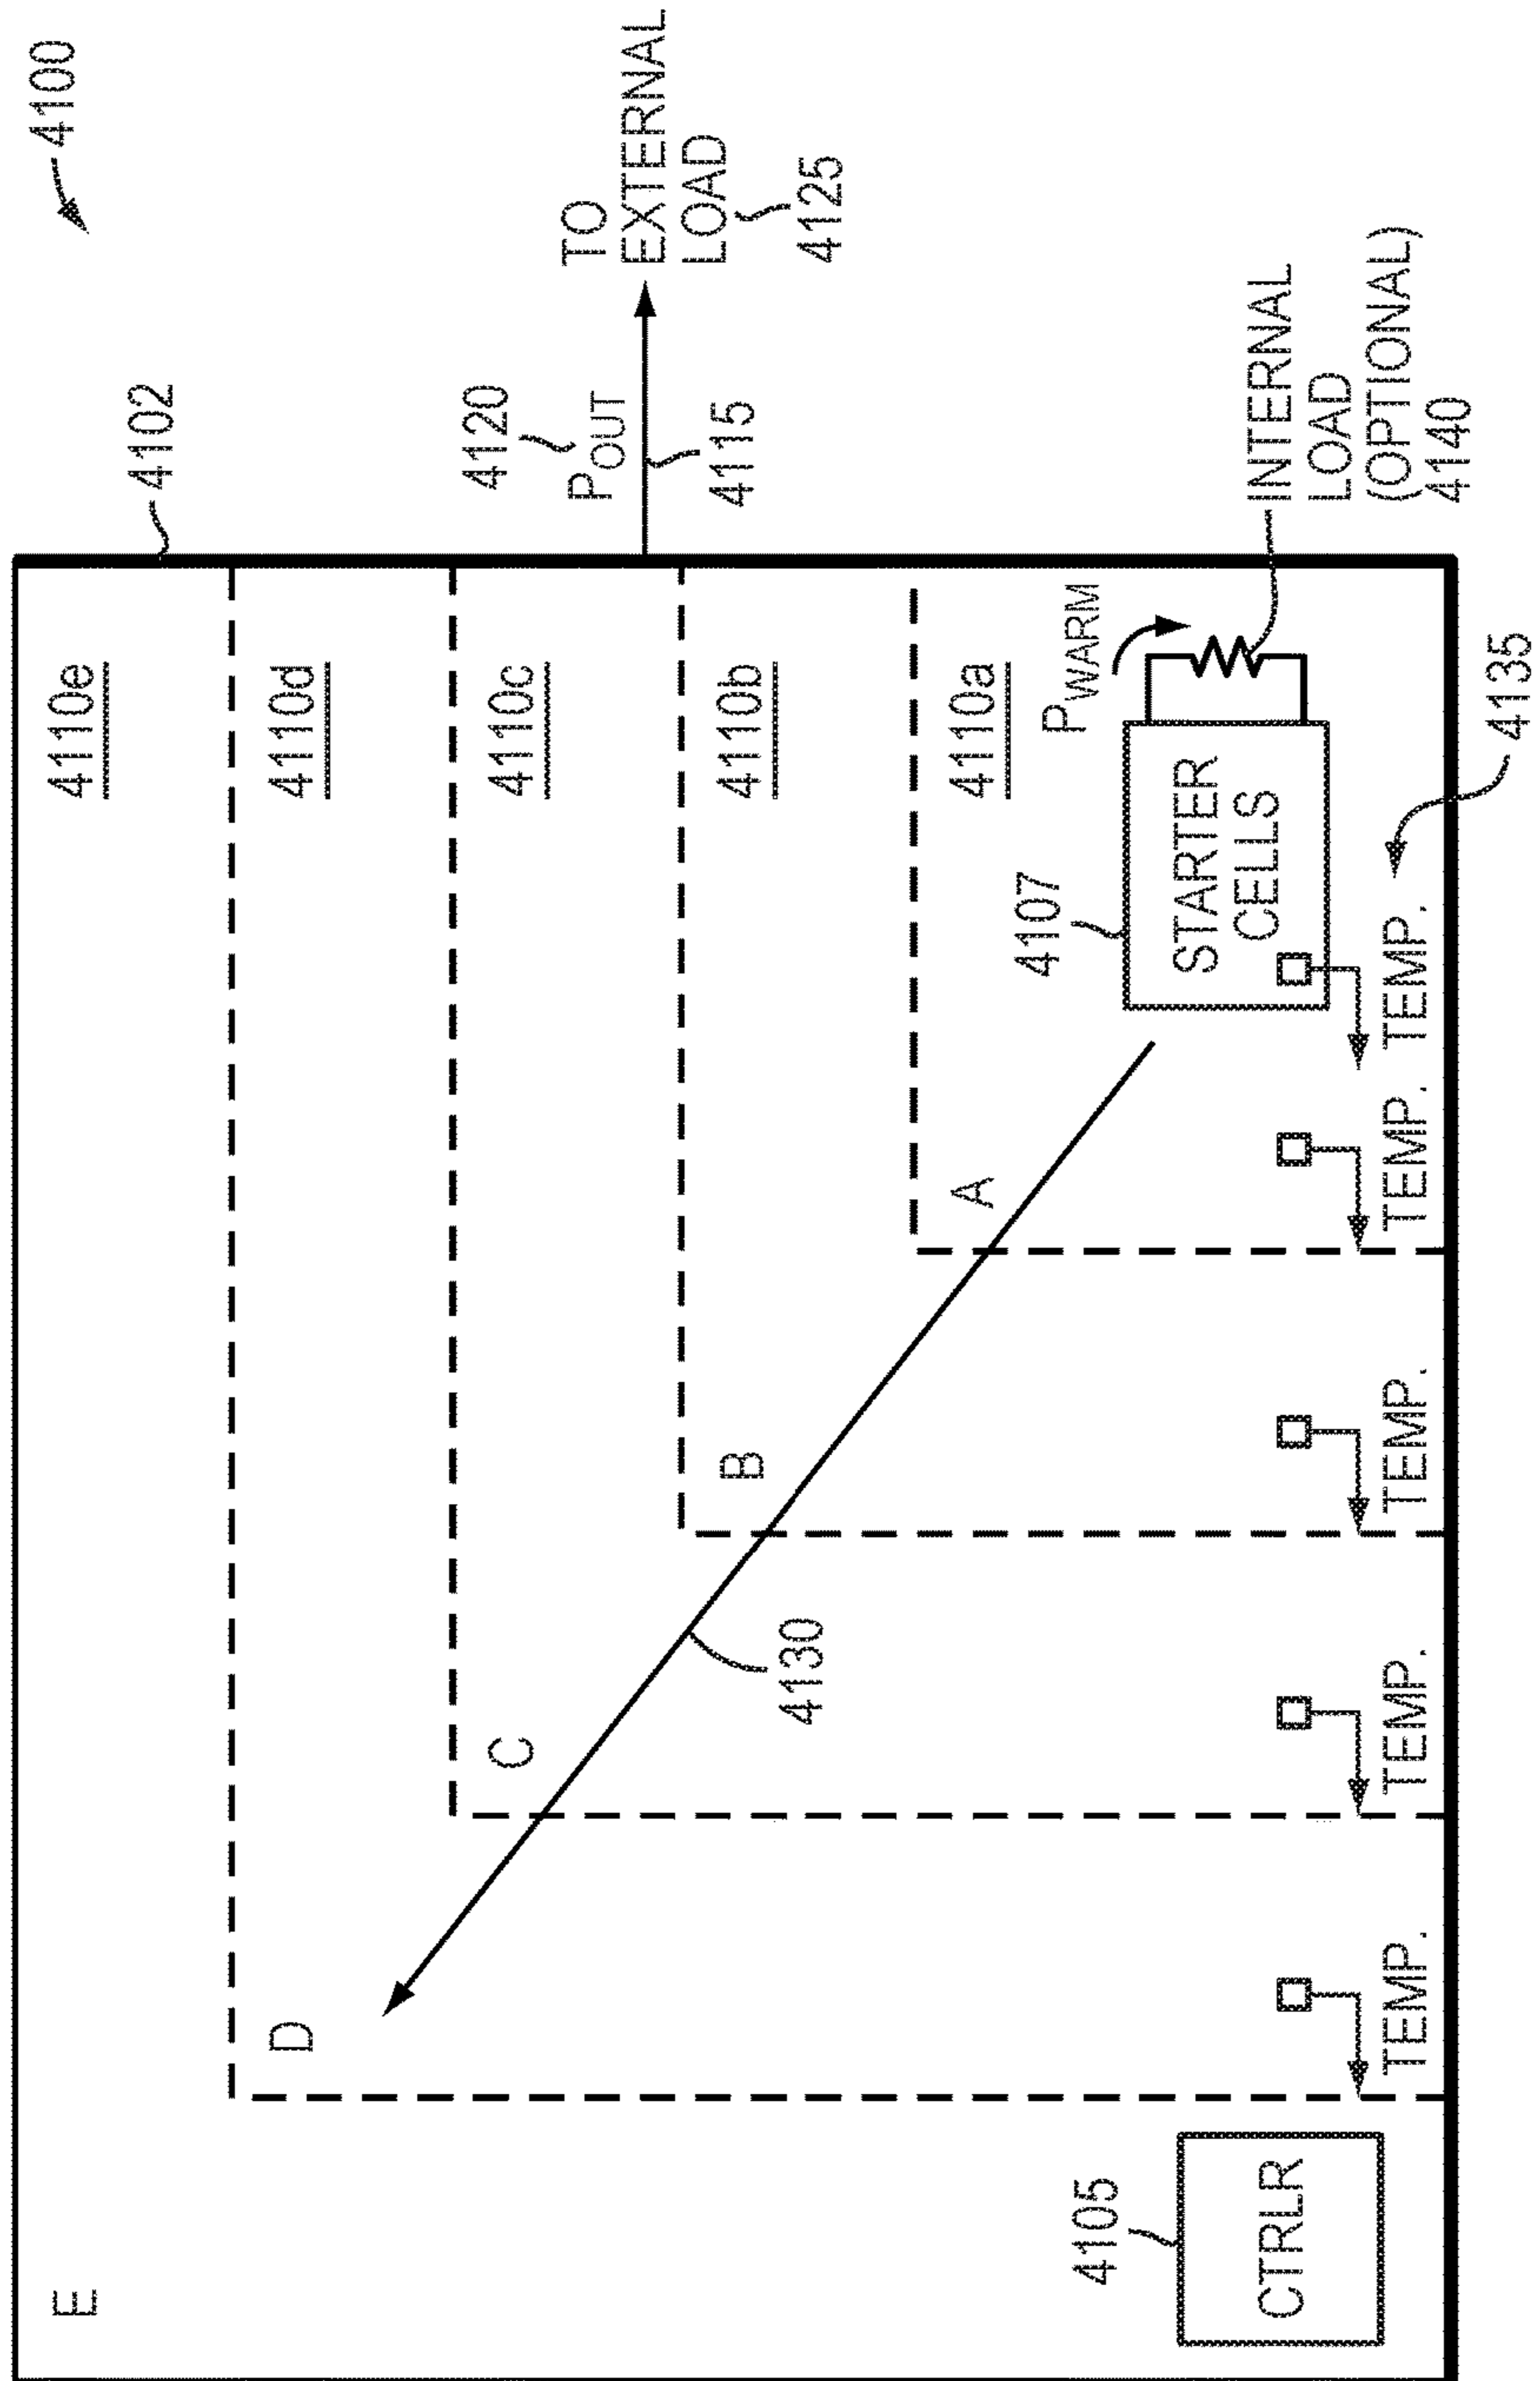 4100
4102
E
4110e
D
4110d
C
4110c
B
4110b
A
4110a
4130
4120
P_OUT
4115
TO
EXTERNAL
LOAD
4125
4105
CTRLR
4107
STARTER
CELLS
P_WARM
INTERNAL
LOAD
(OPTIONAL)
4140
TEMP.
TEMP.
TEMP.
TEMP.
TEMP.
4135